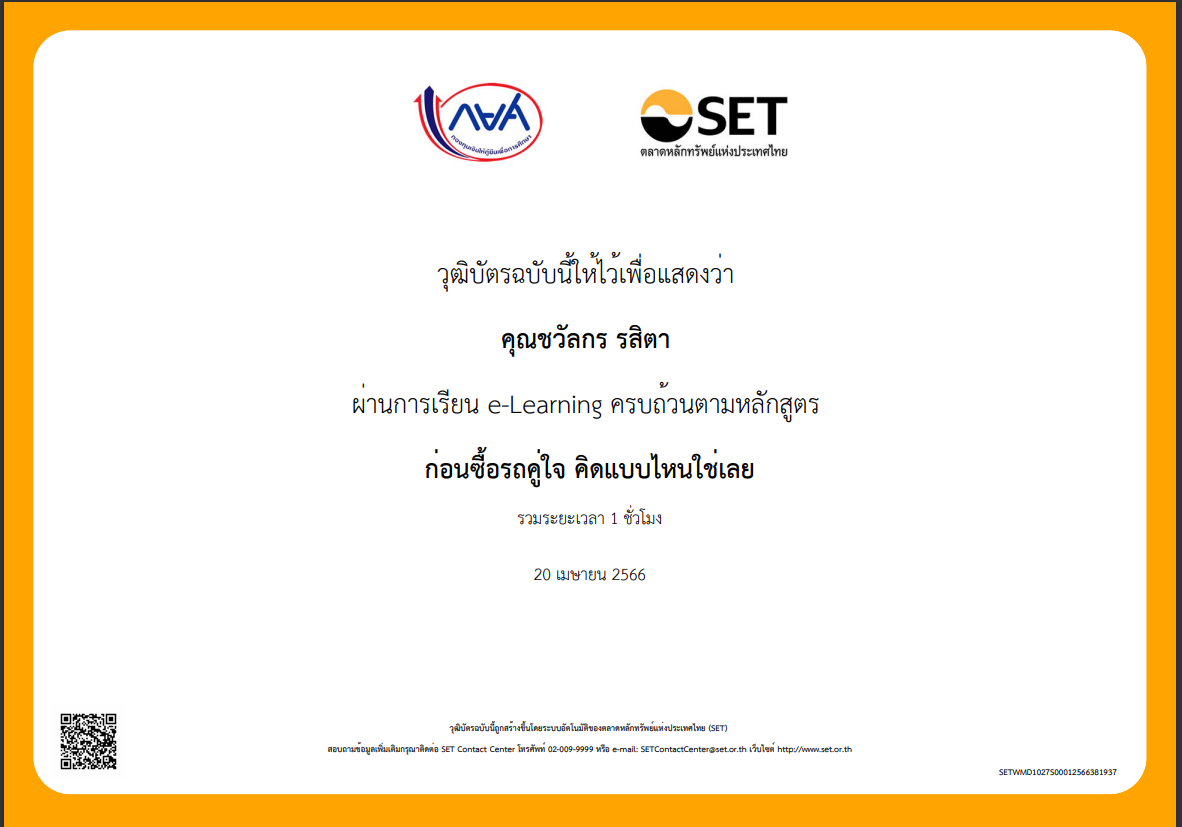 กยศ
กองทุนเงินให้กู้ยืมเพื่อการศึกษา
SET
ตลาดหลักทรัพย์แห่งประเทศไทย
วุฒิบัตรฉบับนี้ให้ไว้เพื่อแสดงว่า
คุณชวัลกร รสิตา
ผ่านการเรียน e-Learning ครบถ้วนตามหลักสูตร
ก่อนซื้อรถคู่ใจ คิดแบบไหนใช่เลย
รวมระยะเวลา 1 ชั่วโมง
20 เมษายน 2566
วุฒิบัตรฉบับนี้ถูกสร้างขึ้นโดยระบบอัตโนมัติของตลาดหลักทรัพย์แห่งประเทศไทย (SET)
สอบถามข้อมูลเพิ่มเติมกรุณาติดต่อ SET Contact Center โทรศัพท์ 02-009-9999 หรือ e-mail: SETContactCenter@set.or.th เว็บไซต์ http://www.set.or.th
SETWMD1027S00012566381937